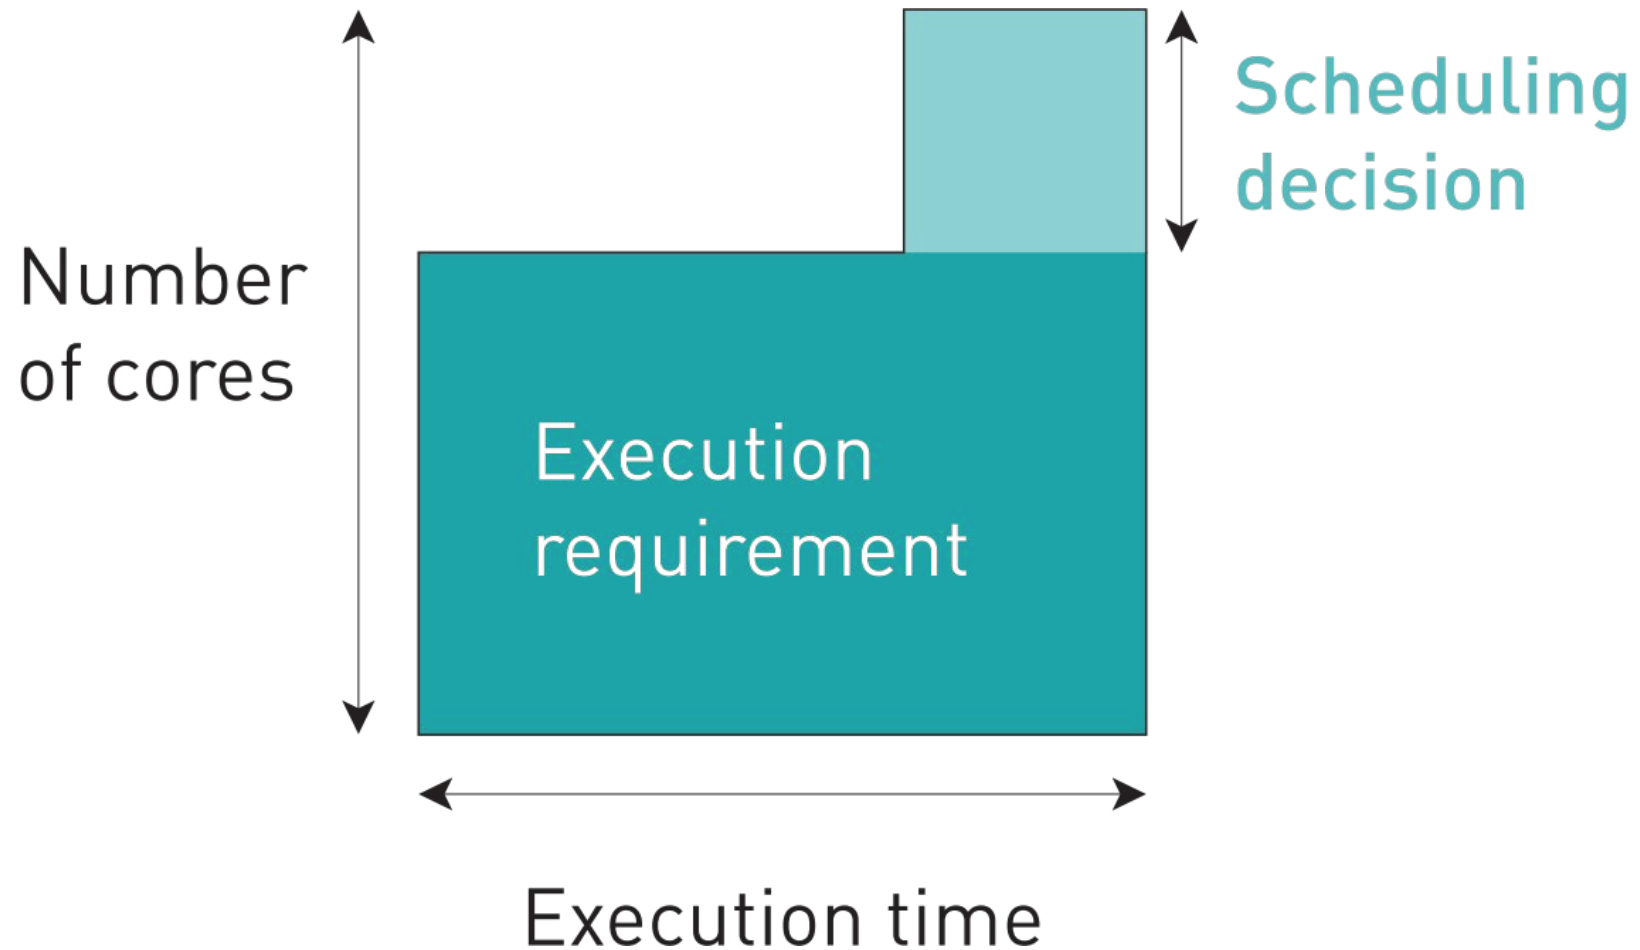 Scheduling
decision
Number
of cores
Execution
requirement
Execution time